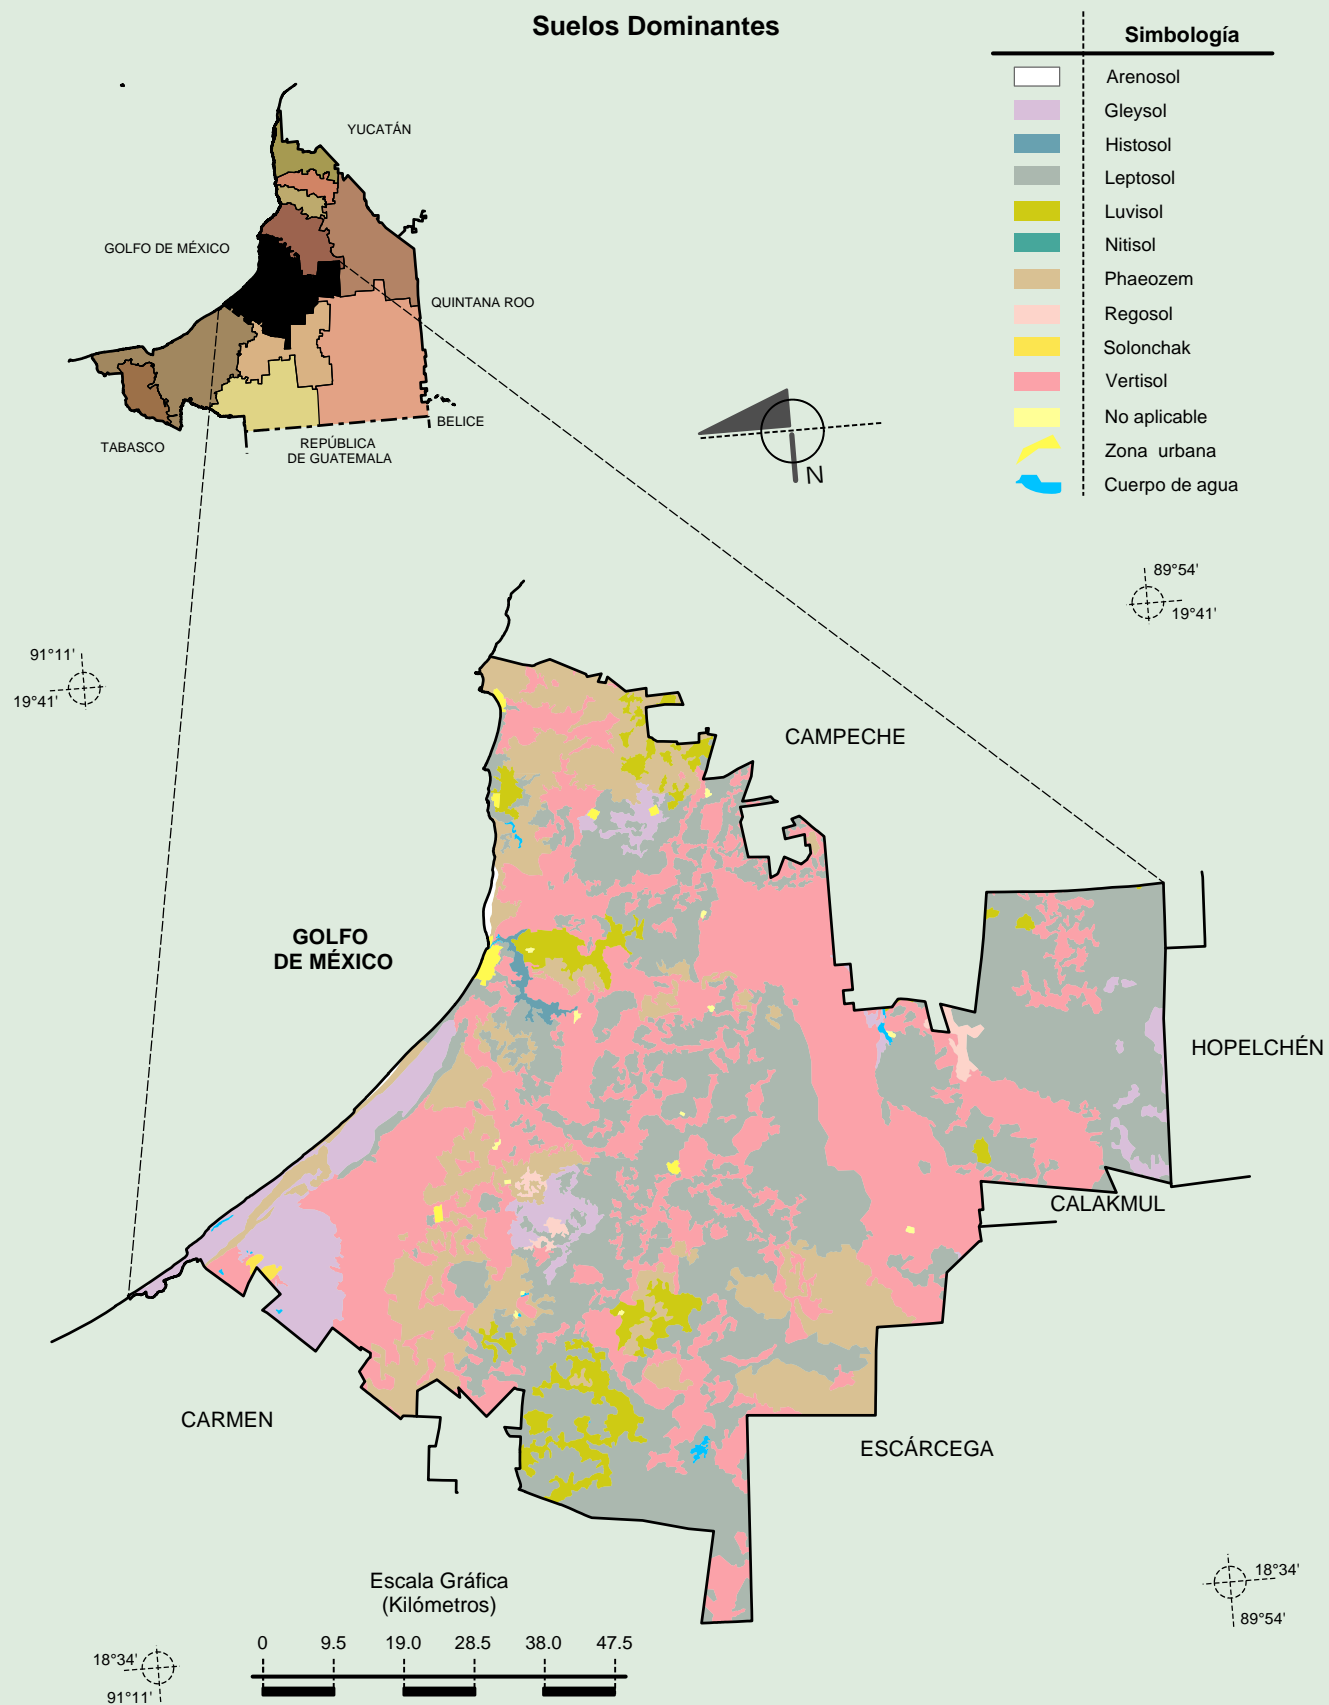 Suelos Dominantes
Simbología
Arenosol
Gleysol
Histosol
Leptosol
Luvisol
Nitisol
Phaeozem
Regosol
Solonchak
Vertisol
No aplicable
Zona urbana
Cuerpo de agua
YUCATÁN
GOLFO DE MÉXICO
QUINTANA ROO
BELICE
TABASCO
REPÚBLICA
DE GUATEMALA
N
89°54'
19°41'
91°11'
19°41'
CAMPECHE
GOLFO
DE MÉXICO
HOPELCHÉN
CALAKMUL
CARMEN
ESCÁRCEGA
Escala Gráfica
(Kilómetros)
0 9.5 19.0 28.5 38.0 47.5
18°34'
89°54'
18°34'
91°11'